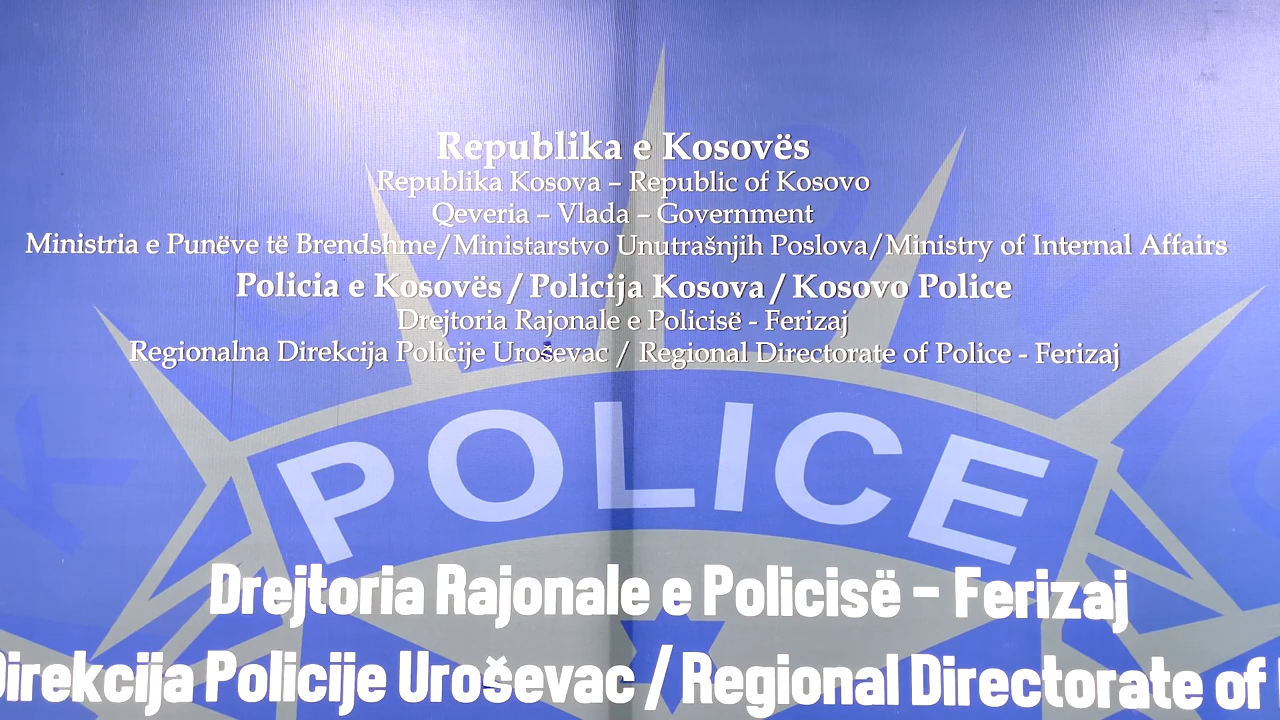 Republika e Kosovës
Republika Kosova – Republic of Kosovo
Qeveria – Vlada – Government
Ministria e Punëve të Brendshme/Ministarstvo Unutrašnjih Poslova/Ministry of Internal Affairs
Policia e Kosovës / Policija Kosova / Kosovo Police
Drejtoria Rajonale e Policisë - Ferizaj
Regionalna Direkcija Policije Uroševac / Regional Directorate of Police - Ferizaj
POLICE
Drejtoria Rajonale e Policisë - Ferizaj
Direkcija Policije Uroševac / Regional Directorate of